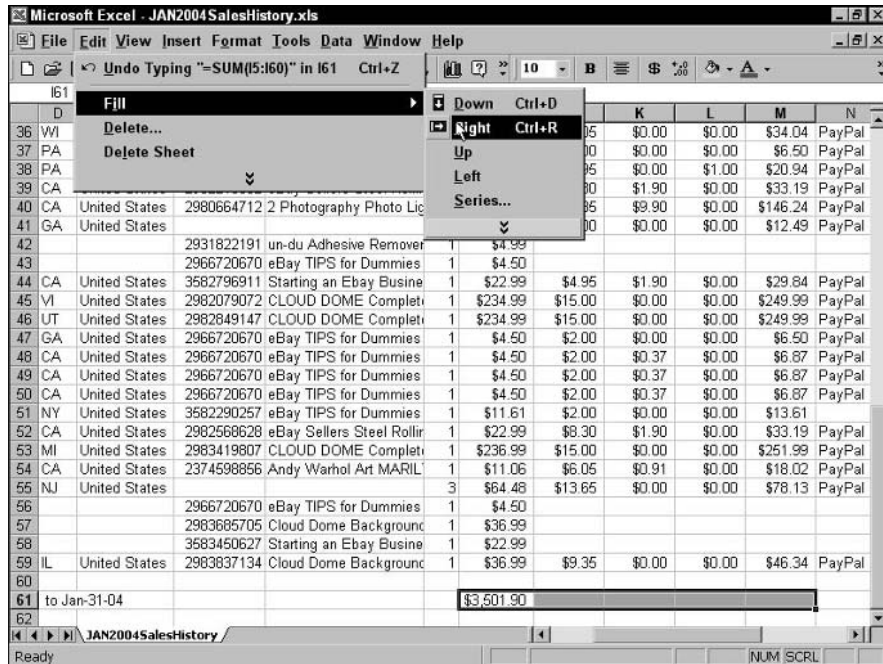 Microsoft Excel - JAN2004SalesHistory.xls
File Edit View Insert Format Tools Data Window Help
Undo Typing "=SUM(I5:I60)" in I61 Ctrl+Z
10 B $
I61
Fill
Delete...
Delete Sheet
Down Ctrl+D
Right Ctrl+R
Up
Left
Series...
D K L M N
36 WI $0.00 $0.00 $34.04 PayPal
37 PA $0.00 $0.00 $6.50 PayPal
38 PA $0.00 $1.00 $20.94 PayPal
39 CA $1.90 $0.00 $33.19 PayPal
40 CA United States 2980664712 2 Photography Photo Lig $9.90 $0.00 $146.24 PayPal
41 GA United States $0.00 $0.00 $12.49 PayPal
42 2931822191 un-du Adhesive Remover 1 $4.99
43 2966720670 eBay TIPS for Dummies 1 $4.50
44 CA United States 3582796911 Starting an Ebay Busine 1 $22.99 $4.95 $1.90 $0.00 $29.84 PayPal
45 VI United States 2982079072 CLOUD DOME Complet 1 $234.99 $15.00 $0.00 $0.00 $249.99 PayPal
46 UT United States 2982849147 CLOUD DOME Complet 1 $234.99 $15.00 $0.00 $0.00 $249.99 PayPal
47 GA United States 2966720670 eBay TIPS for Dummies 1 $4.50 $2.00 $0.00 $0.00 $6.50 PayPal
48 CA United States 2966720670 eBay TIPS for Dummies 1 $4.50 $2.00 $0.37 $0.00 $6.87 PayPal
49 CA United States 2966720670 eBay TIPS for Dummies 1 $4.50 $2.00 $0.37 $0.00 $6.87 PayPal
50 CA United States 2966720670 eBay TIPS for Dummies 1 $4.50 $2.00 $0.37 $0.00 $6.87 PayPal
51 NY United States 3582290257 eBay TIPS for Dummies 1 $11.61 $2.00 $0.00 $0.00 $13.61
52 CA United States 2982568628 eBay Sellers Steel Rollin 1 $22.99 $8.30 $1.90 $0.00 $33.19 PayPal
53 MI United States 2983419807 CLOUD DOME Complet 1 $236.99 $15.00 $0.00 $0.00 $251.99 PayPal
54 CA United States 2374598856 Andy Warhol Art MARIL 1 $11.06 $6.05 $0.91 $0.00 $18.02 PayPal
55 NJ United States 3 $64.48 $13.65 $0.00 $0.00 $78.13 PayPal
56 2966720670 eBay TIPS for Dummies 1 $4.50
57 2983685705 Cloud Dome Background 1 $36.99
58 3583450627 Starting an Ebay Busine 1 $22.99
59 IL United States 2983837134 Cloud Dome Background 1 $36.99 $9.35 $0.00 $0.00 $46.34 PayPal
60
61 to Jan-31-04 $3,501.90
62
JAN2004SalesHistory
Ready NUM SCRL